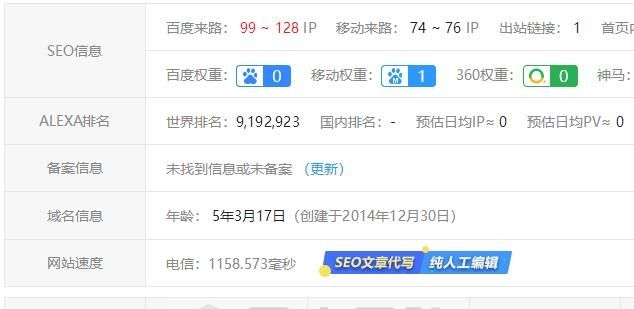 SEO信息
百度来路：99 ~ 128 IP 移动来路：74 ~ 76 IP 出站链接：1 首页内
百度权重：0 移动权重：M 1 360权重：0 神马：
ALEXA排名 世界排名：9,192,923 国内排名：- 预估日均IP≈ 0 预估日均PV≈ 0
备案信息 未找到信息或未备案 （更新）
域名信息 年龄： 5年3月17日（创建于2014年12月30日）
网站速度 电信：1158.573毫秒 SEO文章代写 纯人工编辑